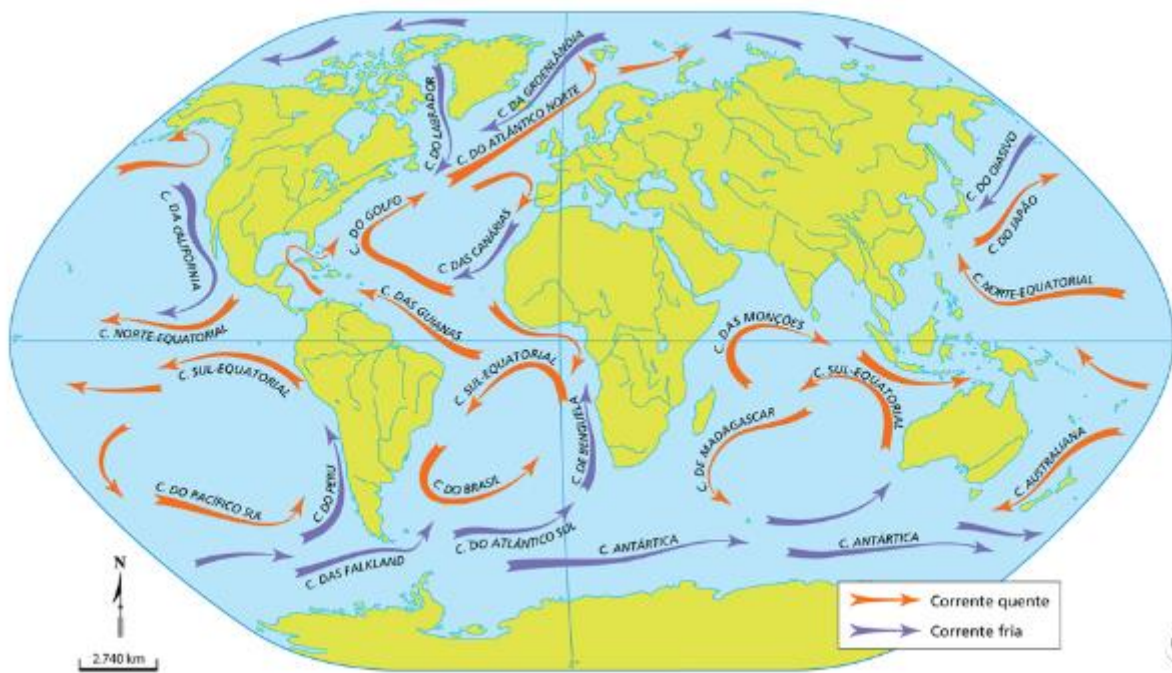 C. DA GROENLÂNDIA
C. DO LABRADOR
C. DO ATLÂNTICO NORTE
C. DO OIASIVO
C. DA CALIFORNIA
C. DO GOLFO
C. DAS CANÁRIAS
C. DO JAPÃO
C. NORTE-EQUATORIAL
C. DAS GUIANAS
C. NORTE-EQUATORIAL
C. DAS MONÇÕES
C. SUL-EQUATORIAL
C. SUL-EQUATORIAL
C. SUL-EQUATORIAL
C. DE BENGUELA
C. DE MADAGASCAR
C. AUSTRALIANA
C. DO PERU
C. DO BRASIL
C. DO PACÍFICO SUL
C. DO ATLÂNTICO SUL
C. ANTÁRTICA
C. ANTÁRTICA
C. DAS FALKLAND
N
2.740 km
0°
Corrente quente
Corrente fria